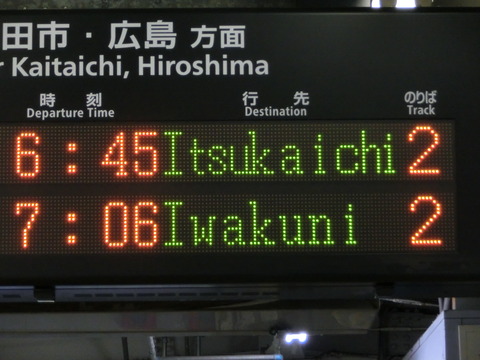 田市・広島 方面
r Kaitaichi, Hiroshima
時刻 行先 のりば
Departure Time Destination Track
6:45 Itsukaichi 2
7:06 Iwakuni 2